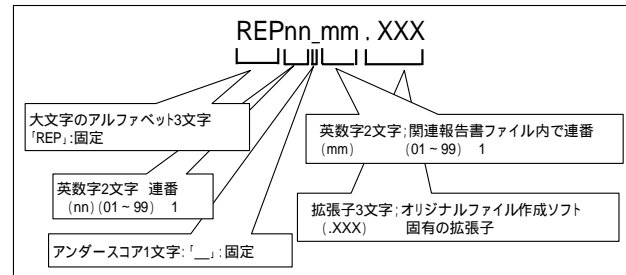 REPnn_mm.XXX
大文字のアルファベット3文字
「REP」:固定
英数字2文字;関連報告書ファイル内で連番
(mm) (01~99) 1
英数字2文字 連番
(nn)(01~99) 1
拡張子3文字;オリジナルファイル作成ソフト
(.XXX) 固有の拡張子
アンダースコア1文字:「__」:固定